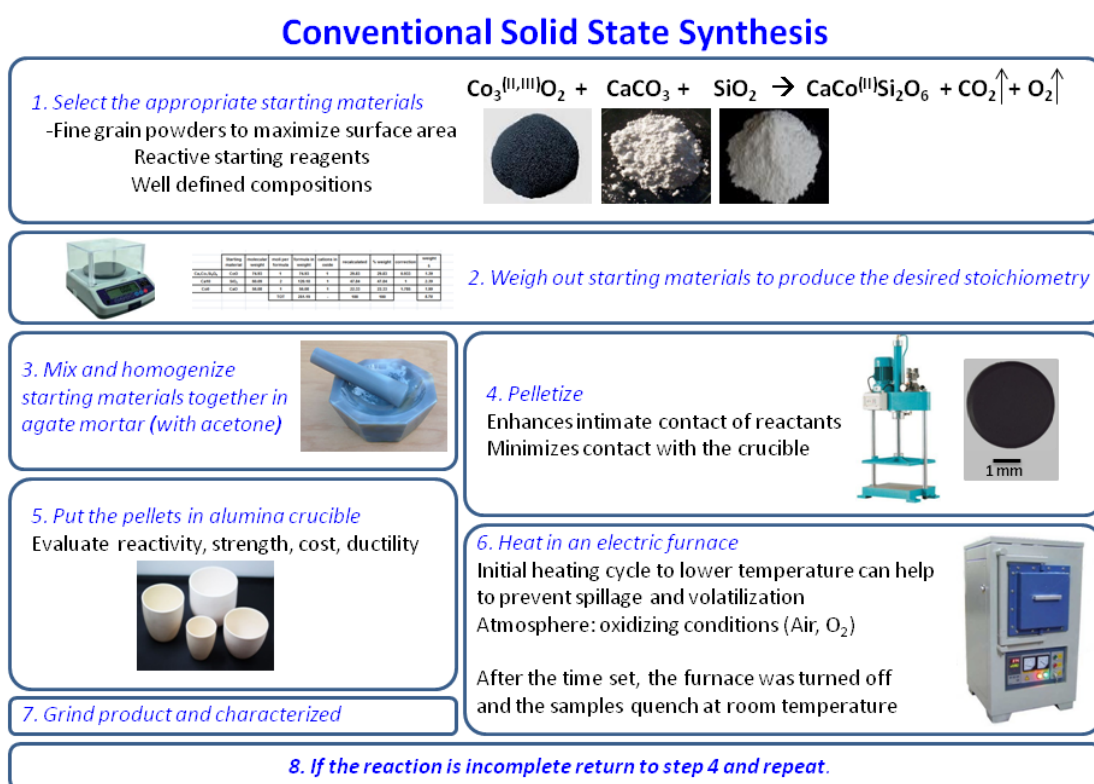 Conventional Solid State Synthesis
1. Select the appropriate starting materials
-Fine grain powders to maximize surface area
Reactive starting reagents
Well defined compositions
Co₃⁽ᴵᴵ,ᴵᴵᴵ⁾O₂ + CaCO₃ + SiO₂ → CaCo⁽ᴵᴵ⁾Si₂O₆ + CO₂↑ + O₂↑
2. Weigh out starting materials to produce the desired stoichiometry
3. Mix and homogenize
starting materials together in
agate mortar (with acetone)
4. Pelletize
Enhances intimate contact of reactants
Minimizes contact with the crucible
1 mm
5. Put the pellets in alumina crucible
Evaluate reactivity, strength, cost, ductility
6. Heat in an electric furnace
Initial heating cycle to lower temperature can help
to prevent spillage and volatilization
Atmosphere: oxidizing conditions (Air, O₂)
After the time set, the furnace was turned off
and the samples quench at room temperature
7. Grind product and characterized
8. If the reaction is incomplete return to step 4 and repeat.